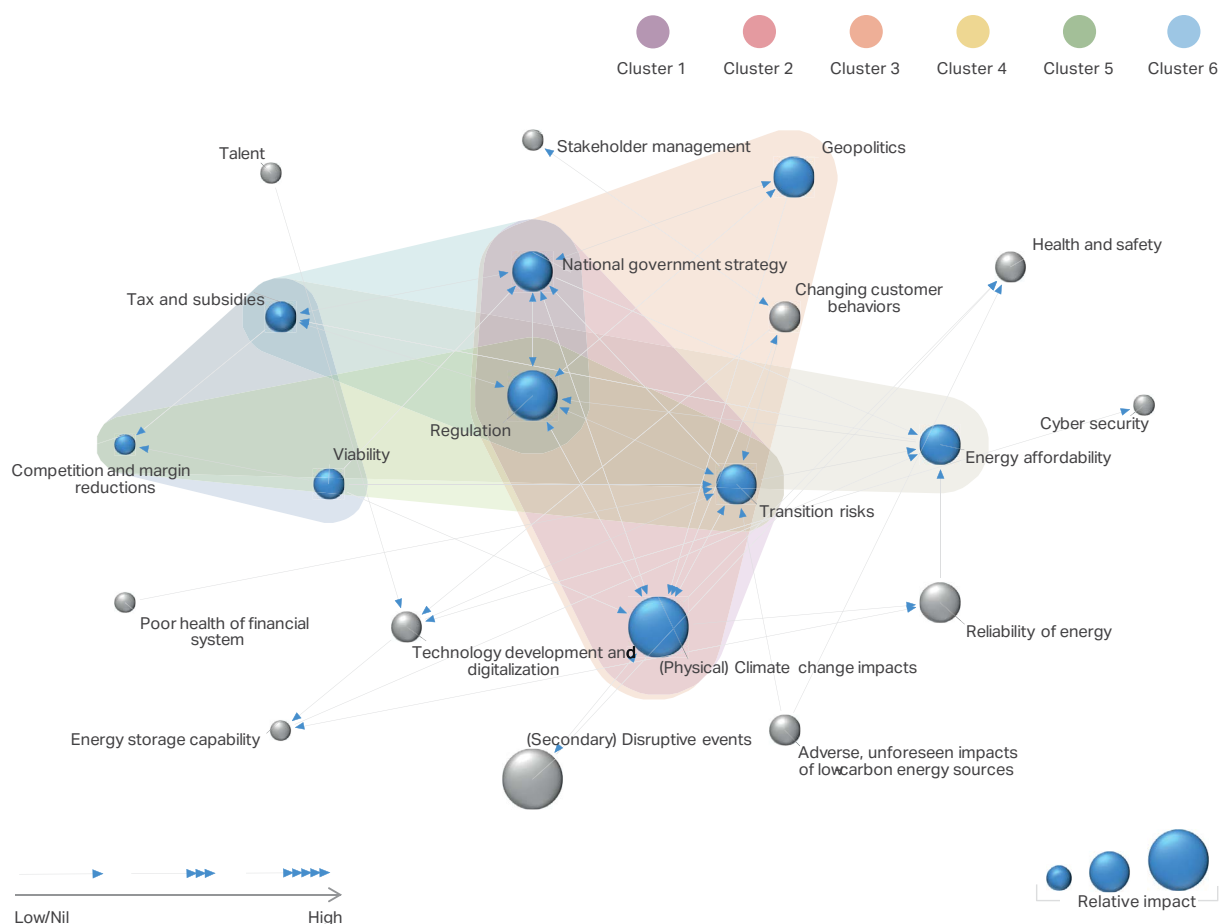 Cluster 1
Cluster 2
Cluster 3
Cluster 4
Cluster 5
Cluster 6
Talent
Stakeholder management
Geopolitics
Health and safety
National government strategy
Tax and subsidies
Changing customer
behaviors
Regulation
Cyber security
Viability
Energy affordability
Competition and margin
reductions
Transition risks
Poor health of financial
system
Reliability of energy
Technology development and
digitalization
(Physical) Climate change impacts
Energy storage capability
(Secondary) Disruptive events
Adverse, unforeseen impacts
of lowcarbon energy sources
Low/Nil
High
Relative impact